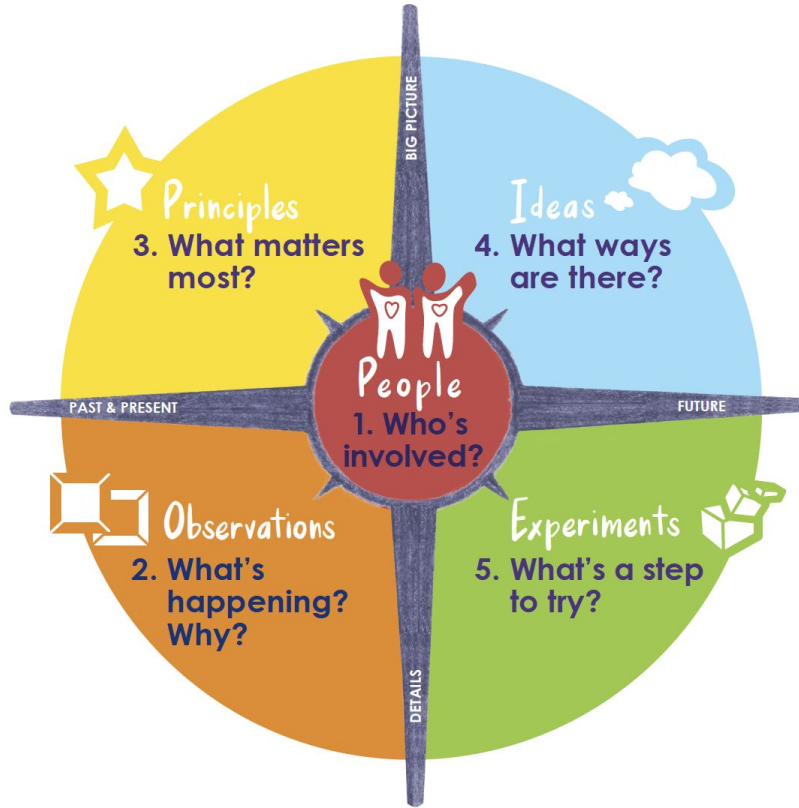 BIG PICTURE
Principles
3. What matters
most?
Ideas
4. What ways
are there?
People
1. Who's
involved?
PAST & PRESENT
FUTURE
Observations
2. What's
happening?
Why?
Experiments
5. What's a step
to try?
DETAILS